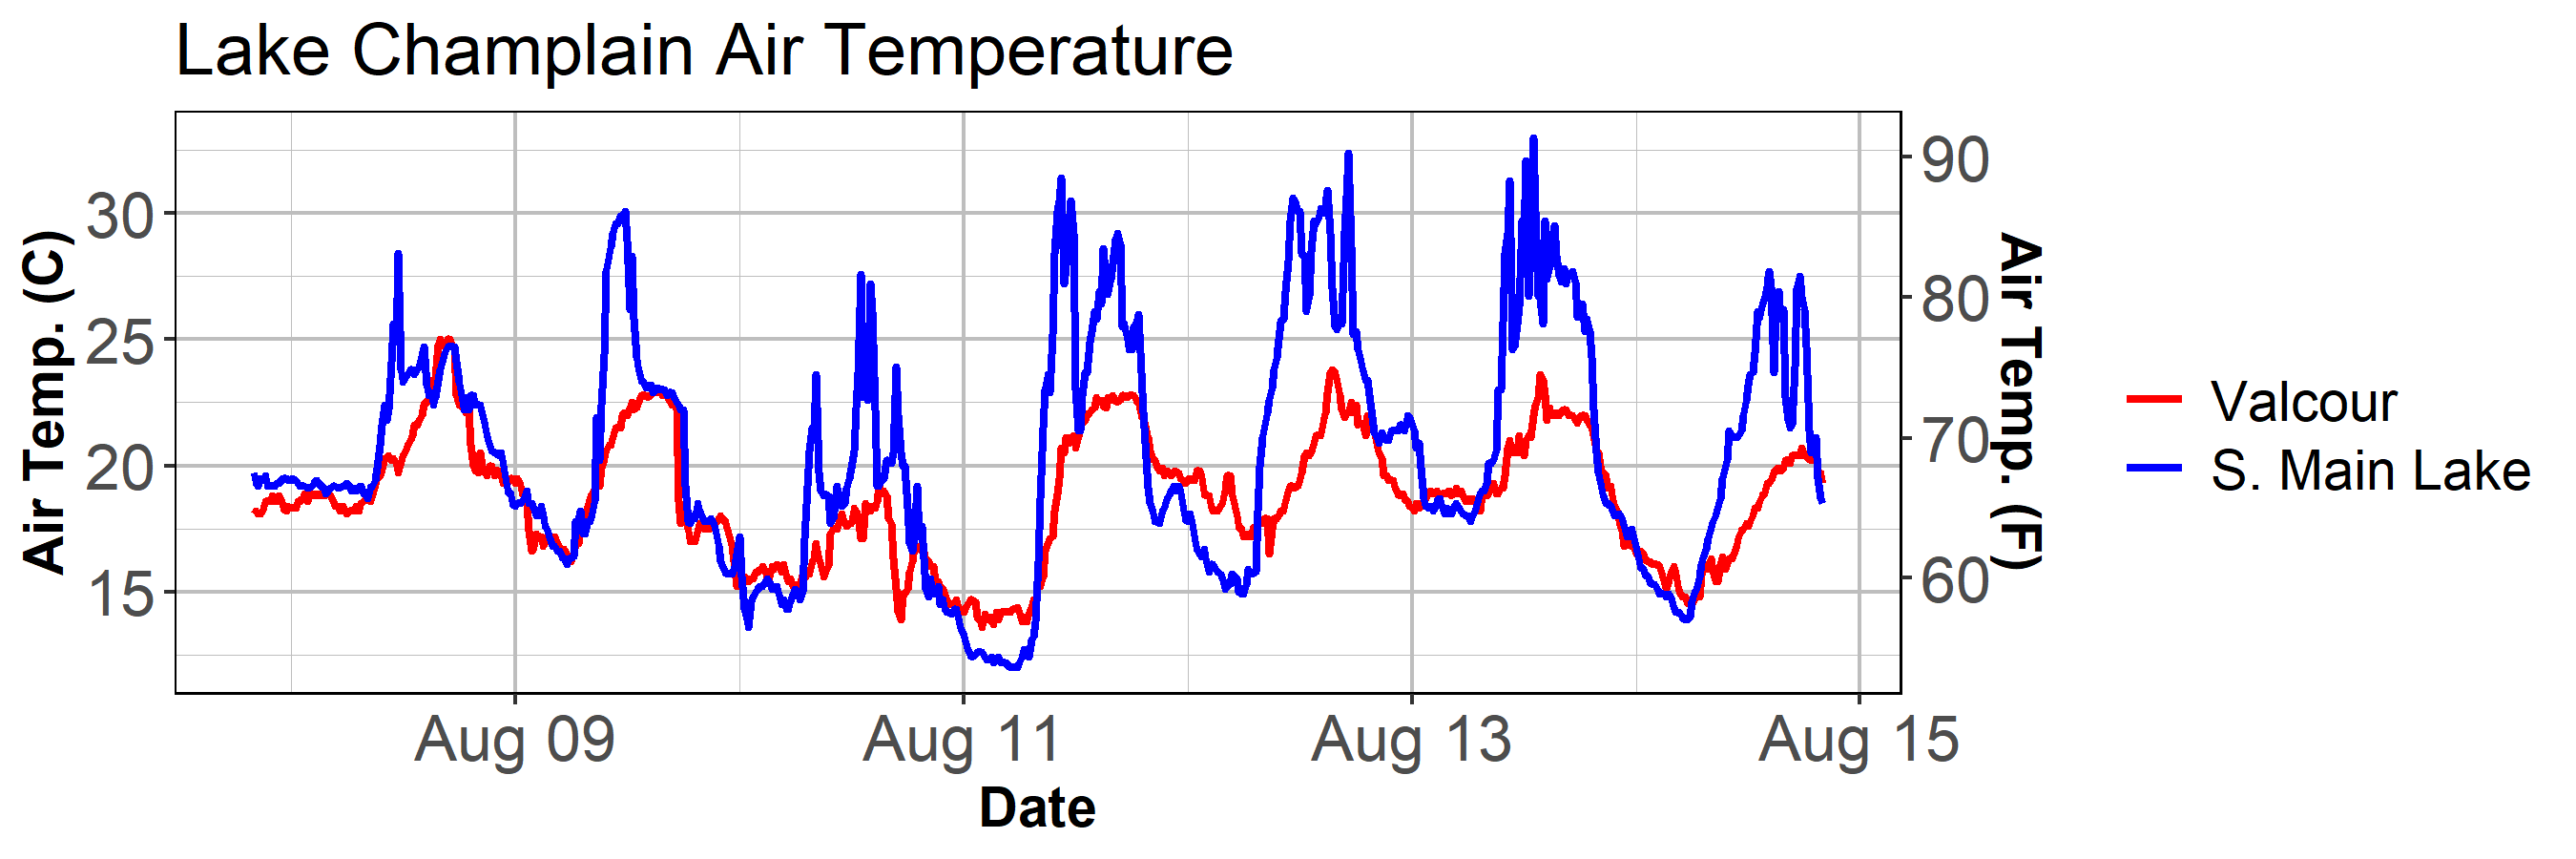 Lake Champlain Air Temperature
Air Temp. (C)
30
25
20
15
90
80
70
60
Air Temp. (F)
Aug 09
Aug 11
Aug 13
Aug 15
Date
Valcour
S. Main Lake